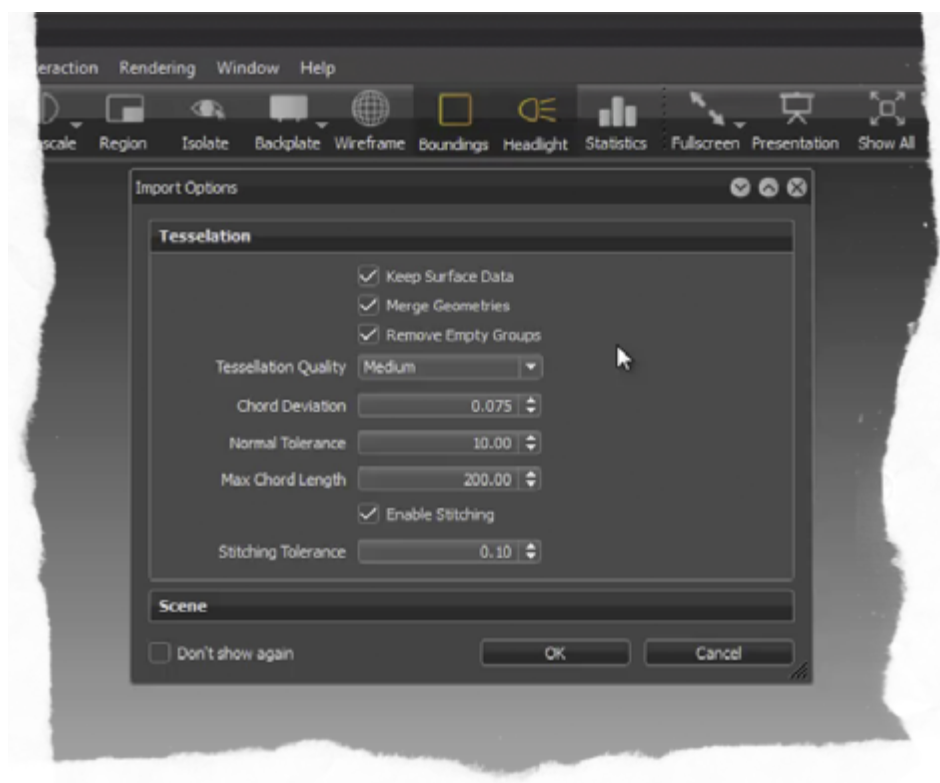 eraction Rendering Window Help
scale Region Isolate Backplate Wireframe Boundings Headlight Statistics Fullscreen Presentation Show All
Import Options
Tesselation
Keep Surface Data
Merge Geometries
Remove Empty Groups
Tessellation Quality Medium
Chord Deviation 0.075
Normal Tolerance 10.00
Max Chord Length 200.00
Enable Stitching
Stitching Tolerance 0.10
Scene
Don't show again OK Cancel